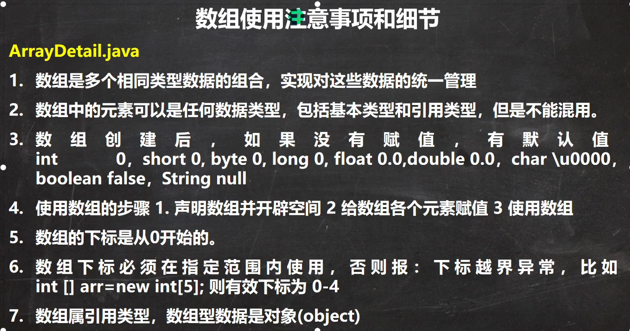 数组使用注意事项和细节
ArrayDetail.java
1. 数组是多个相同类型数据的组合，实现对这些数据的统一管理
2. 数组中的元素可以是任何数据类型，包括基本类型和引用类型，但是不能混用。
3. 数组创建后，如果没有赋值，有默认值
int 0，short 0, byte 0, long 0, float 0.0,double 0.0，char \u0000，
boolean false，String null
4. 使用数组的步骤 1. 声明数组并开辟空间 2 给数组各个元素赋值 3 使用数组
5. 数组的下标是从0开始的。
6. 数组下标必须在指定范围内使用，否则报：下标越界异常，比如
int [] arr=new int[5]; 则有效下标为 0-4
7. 数组属引用类型，数组型数据是对象(object)